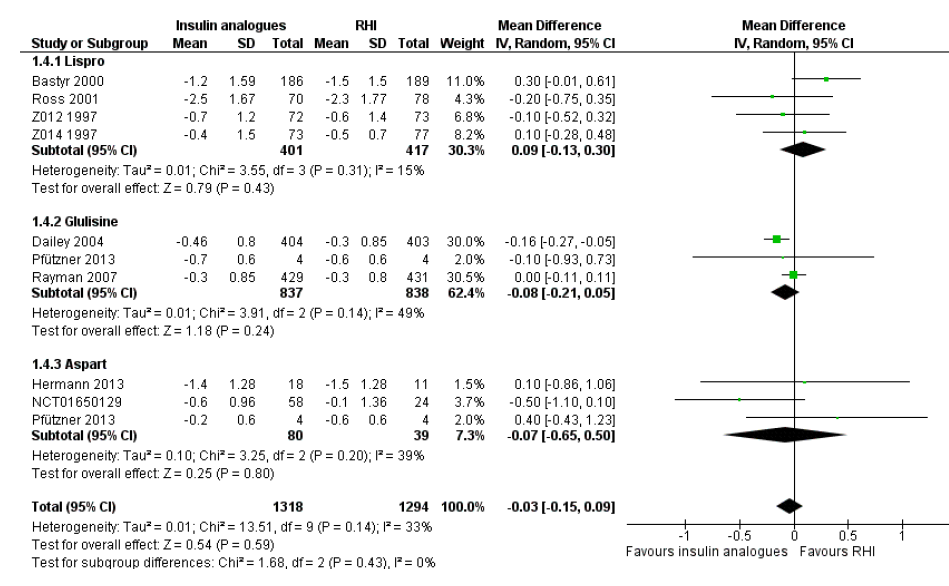 Insulin analogues RHI Mean Difference Mean Difference
Study or Subgroup Mean SD Total Mean SD Total Weight IV, Random, 95% CI IV, Random, 95% CI
1.4.1 Lispro
Bastyr 2000 -1.2 1.59 186 -1.5 1.5 189 11.0% 0.30 [-0.01, 0.61]
Ross 2001 -2.5 1.67 70 -2.3 1.77 78 4.3% -0.20 [-0.75, 0.35]
Z012 1997 -0.7 1.2 72 -0.6 1.4 73 6.8% -0.10 [-0.52, 0.32]
Z014 1997 -0.4 1.5 73 -0.5 0.7 77 8.2% 0.10 [-0.28, 0.48]
Subtotal (95% CI) 401 417 30.3% 0.09 [-0.13, 0.30]
Heterogeneity: Tau² = 0.01; Chi² = 3.55, df = 3 (P = 0.31); I² = 15%
Test for overall effect: Z = 0.79 (P = 0.43)
1.4.2 Glulisine
Dailey 2004 -0.46 0.8 404 -0.3 0.85 403 30.0% -0.16 [-0.27, -0.05]
Pfützner 2013 -0.7 0.6 4 -0.6 0.6 4 2.0% -0.10 [-0.93, 0.73]
Rayman 2007 -0.3 0.85 429 -0.3 0.8 431 30.5% 0.00 [-0.11, 0.11]
Subtotal (95% CI) 837 838 62.4% -0.08 [-0.21, 0.05]
Heterogeneity: Tau² = 0.01; Chi² = 3.91, df = 2 (P = 0.14); I² = 49%
Test for overall effect: Z = 1.18 (P = 0.24)
1.4.3 Aspart
Hermann 2013 -1.4 1.28 18 -1.5 1.28 11 1.5% 0.10 [-0.86, 1.06]
NCT01650129 -0.6 0.96 58 -0.1 1.36 24 3.7% -0.50 [-1.10, 0.10]
Pfützner 2013 -0.2 0.6 4 -0.6 0.6 4 2.0% 0.40 [-0.43, 1.23]
Subtotal (95% CI) 80 39 7.3% -0.07 [-0.65, 0.50]
Heterogeneity: Tau² = 0.10; Chi² = 3.25, df = 2 (P = 0.20); I² = 39%
Test for overall effect: Z = 0.25 (P = 0.80)
Total (95% CI) 1318 1294 100.0% -0.03 [-0.15, 0.09]
Heterogeneity: Tau² = 0.01; Chi² = 13.51, df = 9 (P = 0.14); I² = 33%
Test for overall effect: Z = 0.54 (P = 0.59)
Test for subgroup differences: Chi² = 1.68, df = 2 (P = 0.43), I² = 0%
-1 -0.5 0 0.5 1
Favours insulin analogues Favours RHI